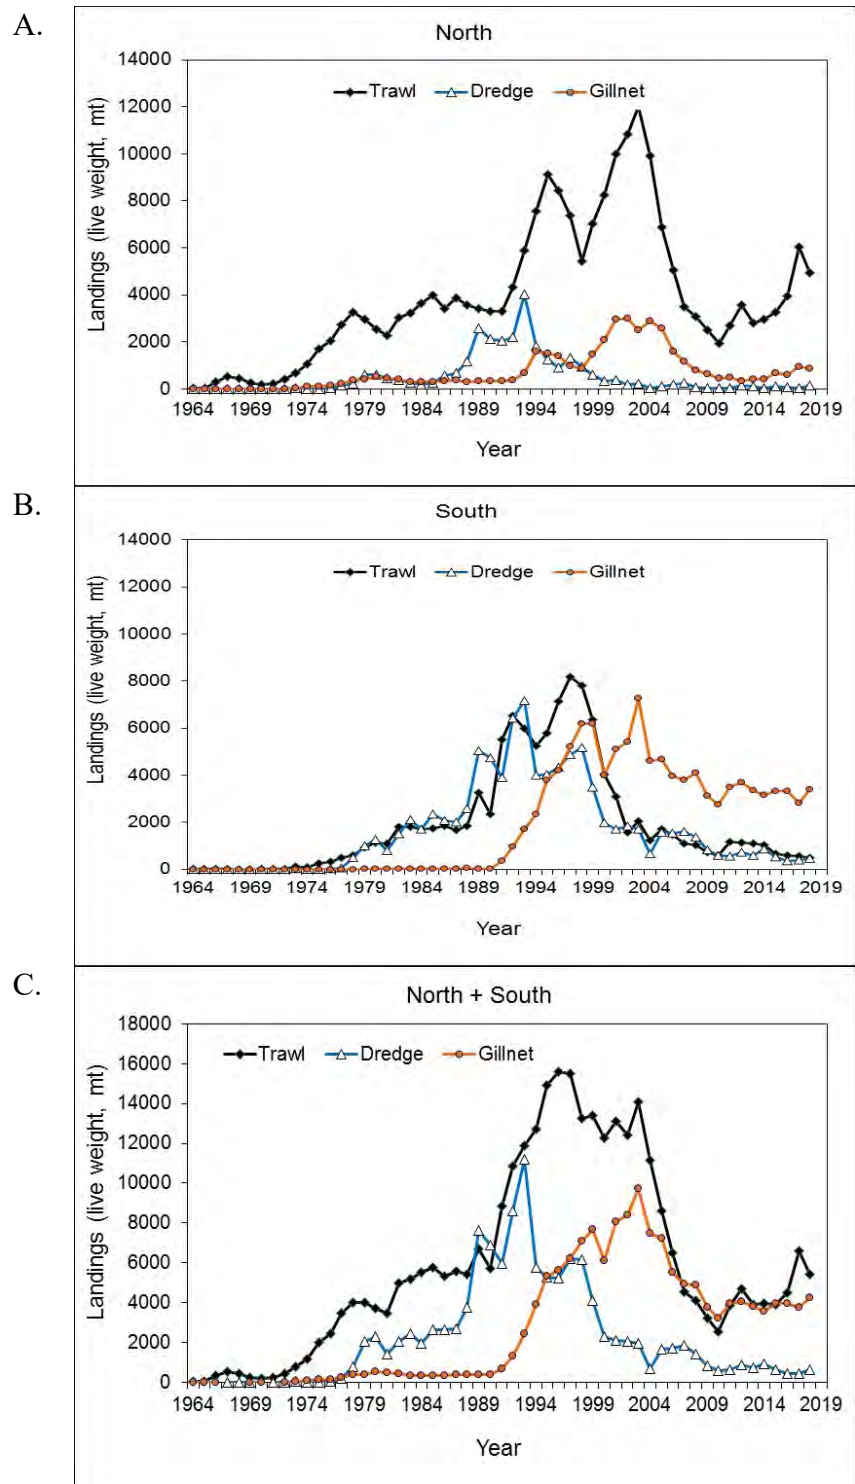 A.
North
Trawl Dredge Gillnet
14000
12000
10000
8000
6000
4000
2000
0
Landings (live weight, mt)
1964 1969 1974 1979 1984 1989 1994 1999 2004 2009 2014 2019
Year
B.
South
Trawl Dredge Gillnet
14000
12000
10000
8000
6000
4000
2000
0
Landings (live weight, mt)
1964 1969 1974 1979 1984 1989 1994 1999 2004 2009 2014 2019
Year
C.
North + South
Trawl Dredge Gillnet
18000
16000
14000
12000
10000
8000
6000
4000
2000
0
Landings (live weight, mt)
1964 1969 1974 1979 1984 1989 1994 1999 2004 2009 2014 2019
Year